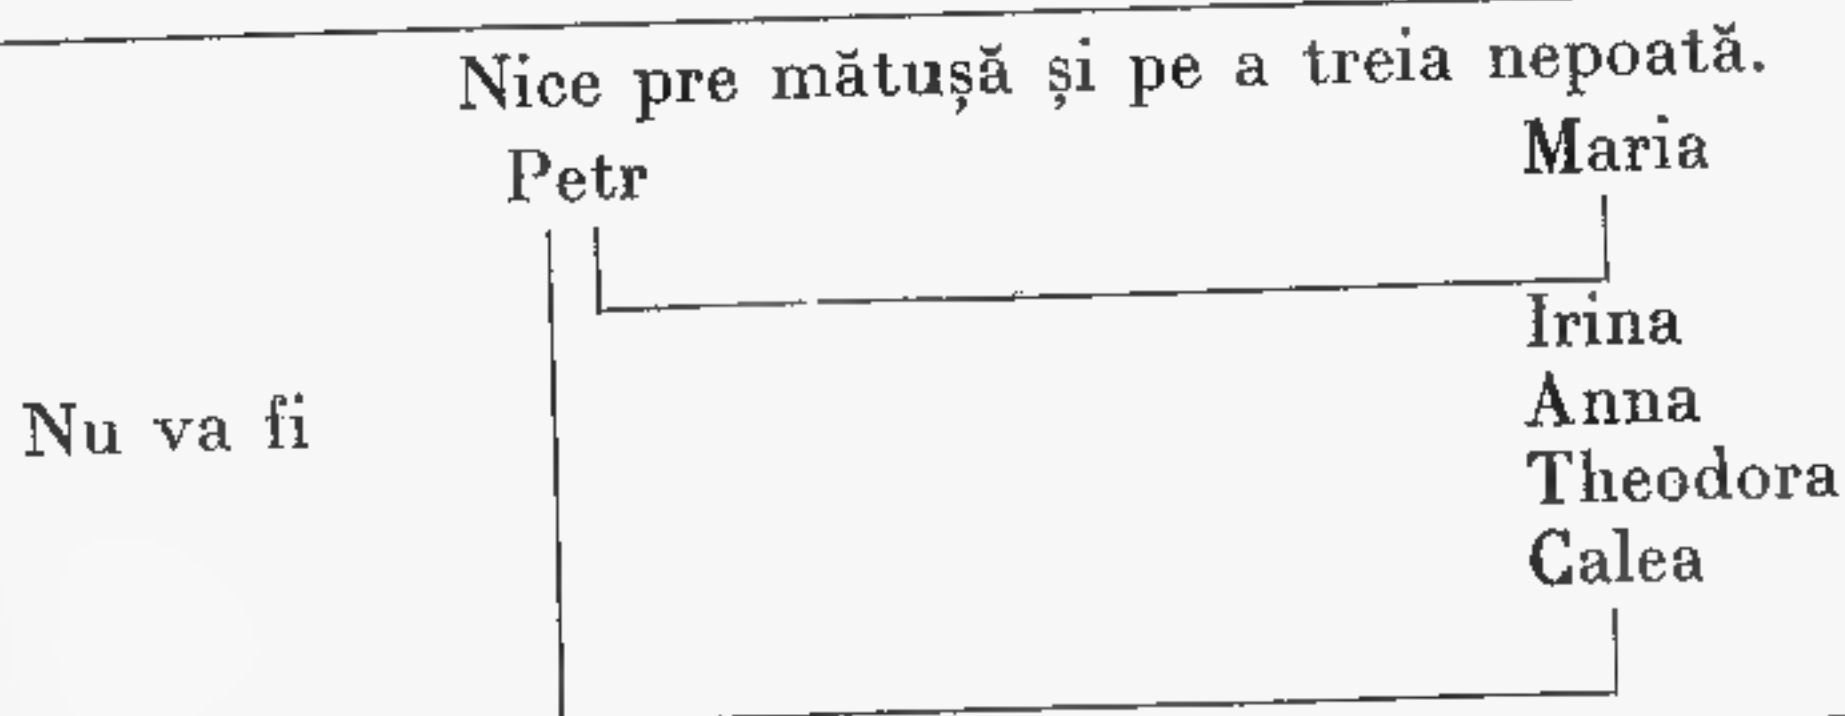 Nice pre mătușă și pe a treia nepoată.
Petr Maria
Irina
Nu va fi Anna
Theodora
Calea